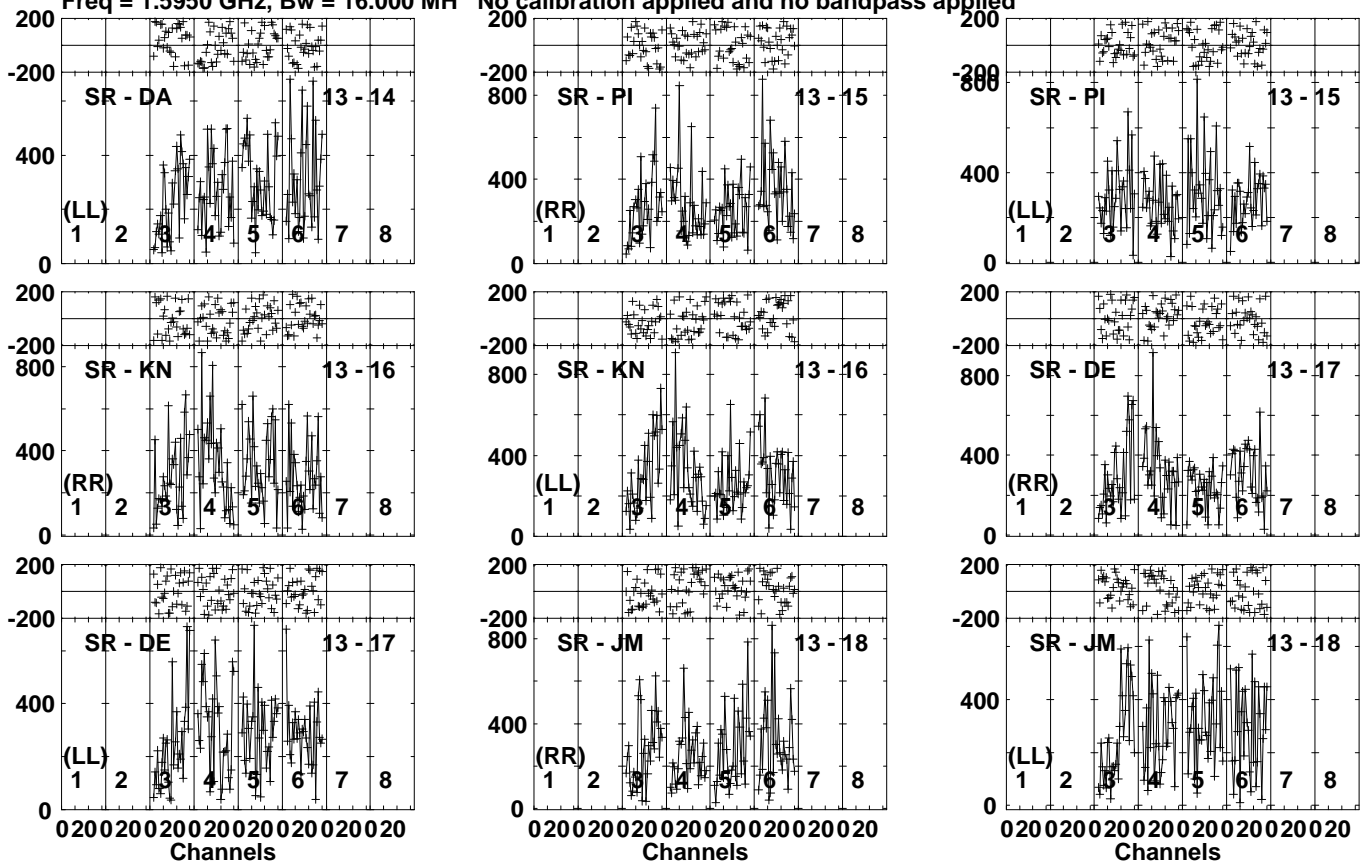 Freq = 1.5950 GHz, Bw = 16.000 MH No calibration applied and no bandpass applied
200 200 200
-200 -200 -200
SR - DA 13 - 14 800 SR - PI 13 - 15 800 SR - PI 13 - 15
400 400 400
(LL) (RR) (LL)
1 2 3 4 5 6 7 8 1 2 3 4 5 6 7 8 1 2 3 4 5 6 7 8
0 0 0
200 200 200
-200 -200 -200
800 SR - KN 13 - 16 SR - KN 13 - 16 800 SR - DE 13 - 17
800
400 400 400
(RR) (LL) (RR)
1 2 3 4 5 6 7 8 1 2 3 4 5 6 7 8 1 2 3 4 5 6 7 8
0 0 0
200 200 200
-200 -200 -200
SR - DE 13 - 17 800 SR - JM 13 - 18 SR - JM 13 - 18
400 400 400
(LL) (RR) (LL)
1 2 3 4 5 6 7 8 1 2 3 4 5 6 7 8 1 2 3 4 5 6 7 8
0 0 0
0 20 0 20 0 20 0 20 0 20 0 20 0 20 0 20 0 20 0 20 0 20 0 20 0 20 0 20 0 20 0 20 0 20 0 20 0 20 0 20 0 20 0 20 0 20 0 20
Channels Channels Channels